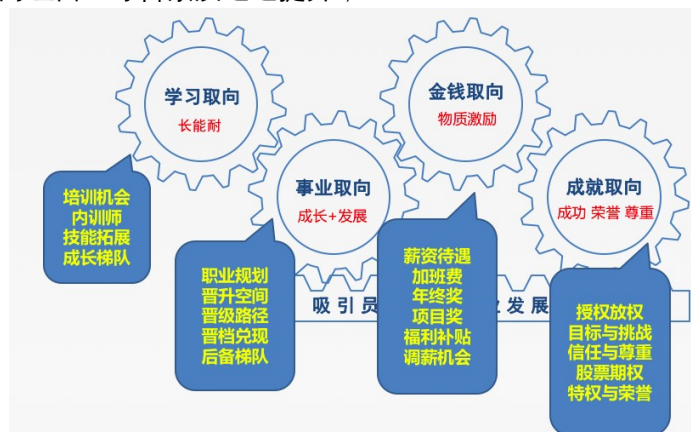 学习取向
长能耐
金钱取向
物质激励
事业取向
成长+发展
成就取向
成功 荣誉 尊重
培训机会
内训师
技能拓展
成长梯队
职业规划
晋升空间
晋级路径
晋档兑现
后备梯队
薪资待遇
加班费
年终奖
项目奖
福利补贴
调薪机会
授权放权
目标与挑战
信任与尊重
股票期权
特权与荣誉
吸引员
发展